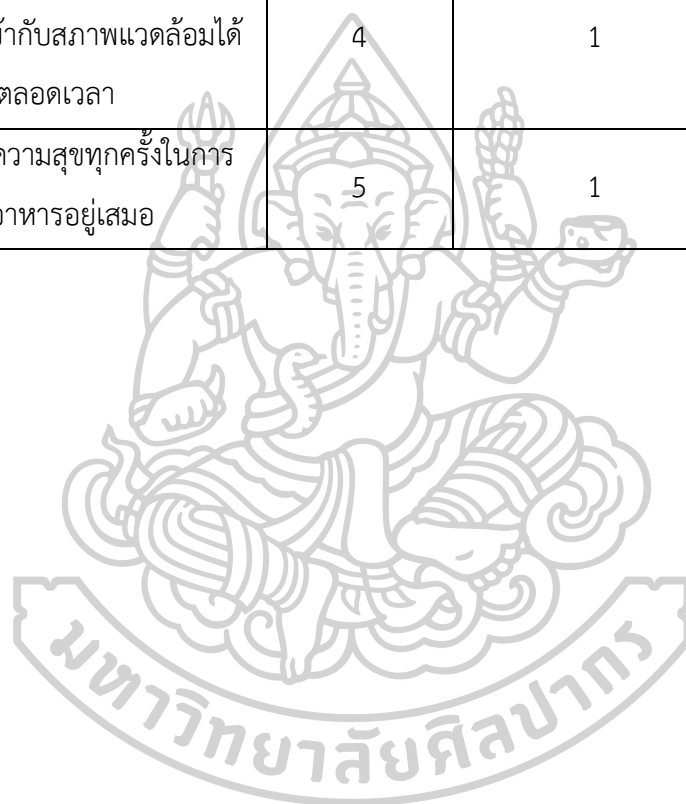 ข้ากับสภาพแวดล้อมได้ 4 1
ตลอดเวลา
ความสุขทุกครั้งในการ
5 1
อาหารอยู่เสมอ
มหาวิทยาลัยศิลปากร